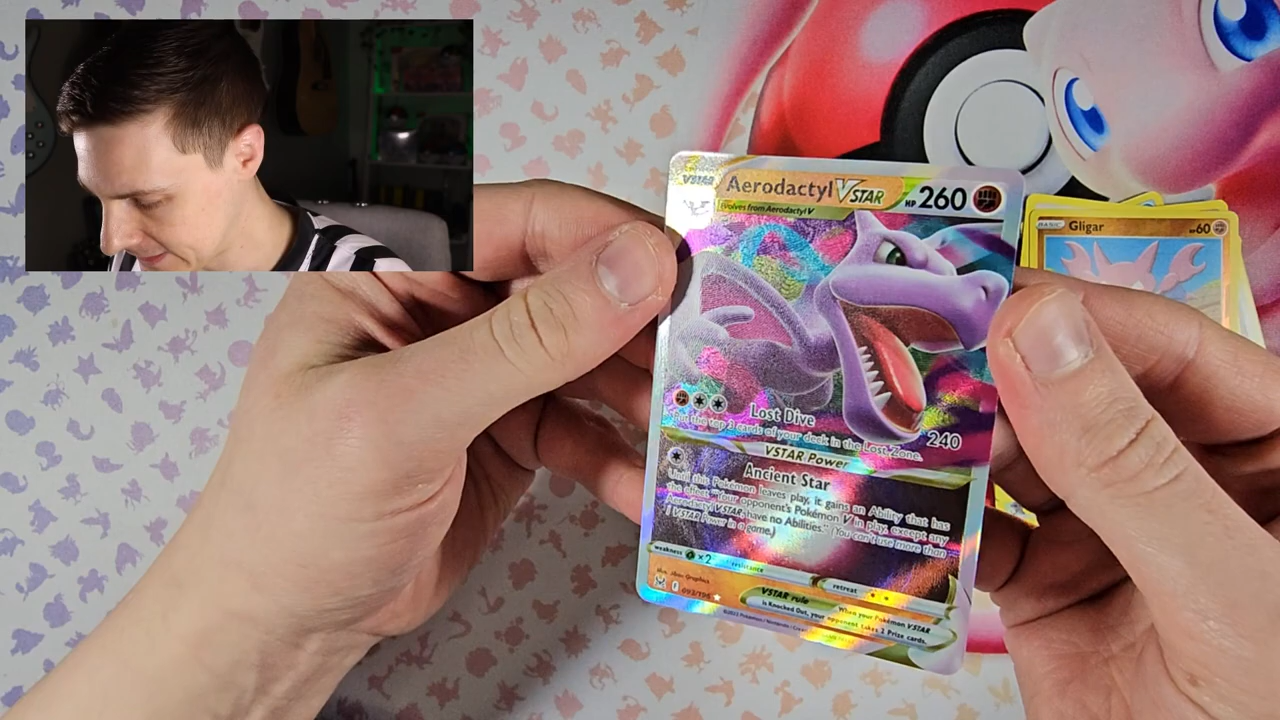 VSTAR Aerodactyl VSTAR HP 260
Evolves from Aerodactyl V
Lost Dive 240
Put the top 3 cards of your deck in the Lost Zone.
VSTAR Power
Ancient Star
Until this Pokémon leaves play, it gains an Ability that has
the effect "Your opponent's Pokémon V in play, except any
Aerodactyl VSTAR, have no Abilities." (You can't use more than
1 VSTAR Power in a game.)
weakness ×2 resistance retreat
093/196
VSTAR rule When your Pokémon VSTAR
is Knocked Out, your opponent takes 2 Prize cards.
BASIC Gligar HP 60